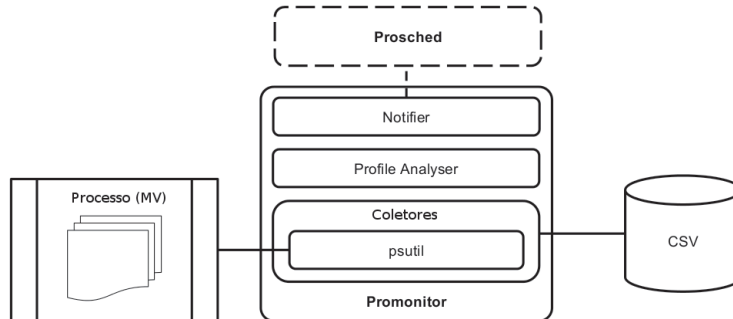 Prosched
Notifier
Profile Analyser
Processo (MV)
Coletores
psutil
CSV
Promonitor